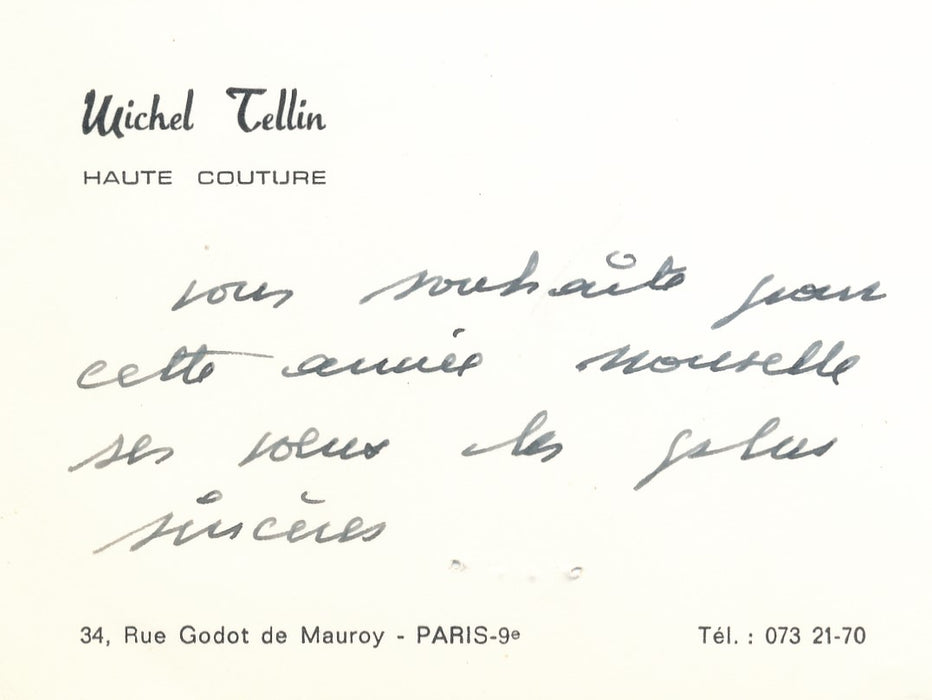 Michel Tellin
HAUTE COUTURE
vous souhaite pour
cette année nouvelle
ses voeux les plus
sincères
34, Rue Godot de Mauroy - PARIS-9e
Tél. : 073 21-70